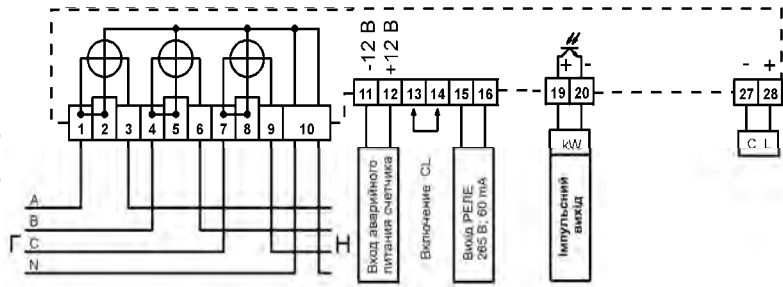 -12 В
+12 В
+ -
- +
11 12 13 14 15 16
19 20
27 28
1 2 3 4 5 6 7 8 9 10
kW
C L
A
B
Г C Н
N
Вход аварийного
питания счетчика
Включение CL
Вихід РЕЛЕ
265 В; 60 mA
Імпульсний
вихід